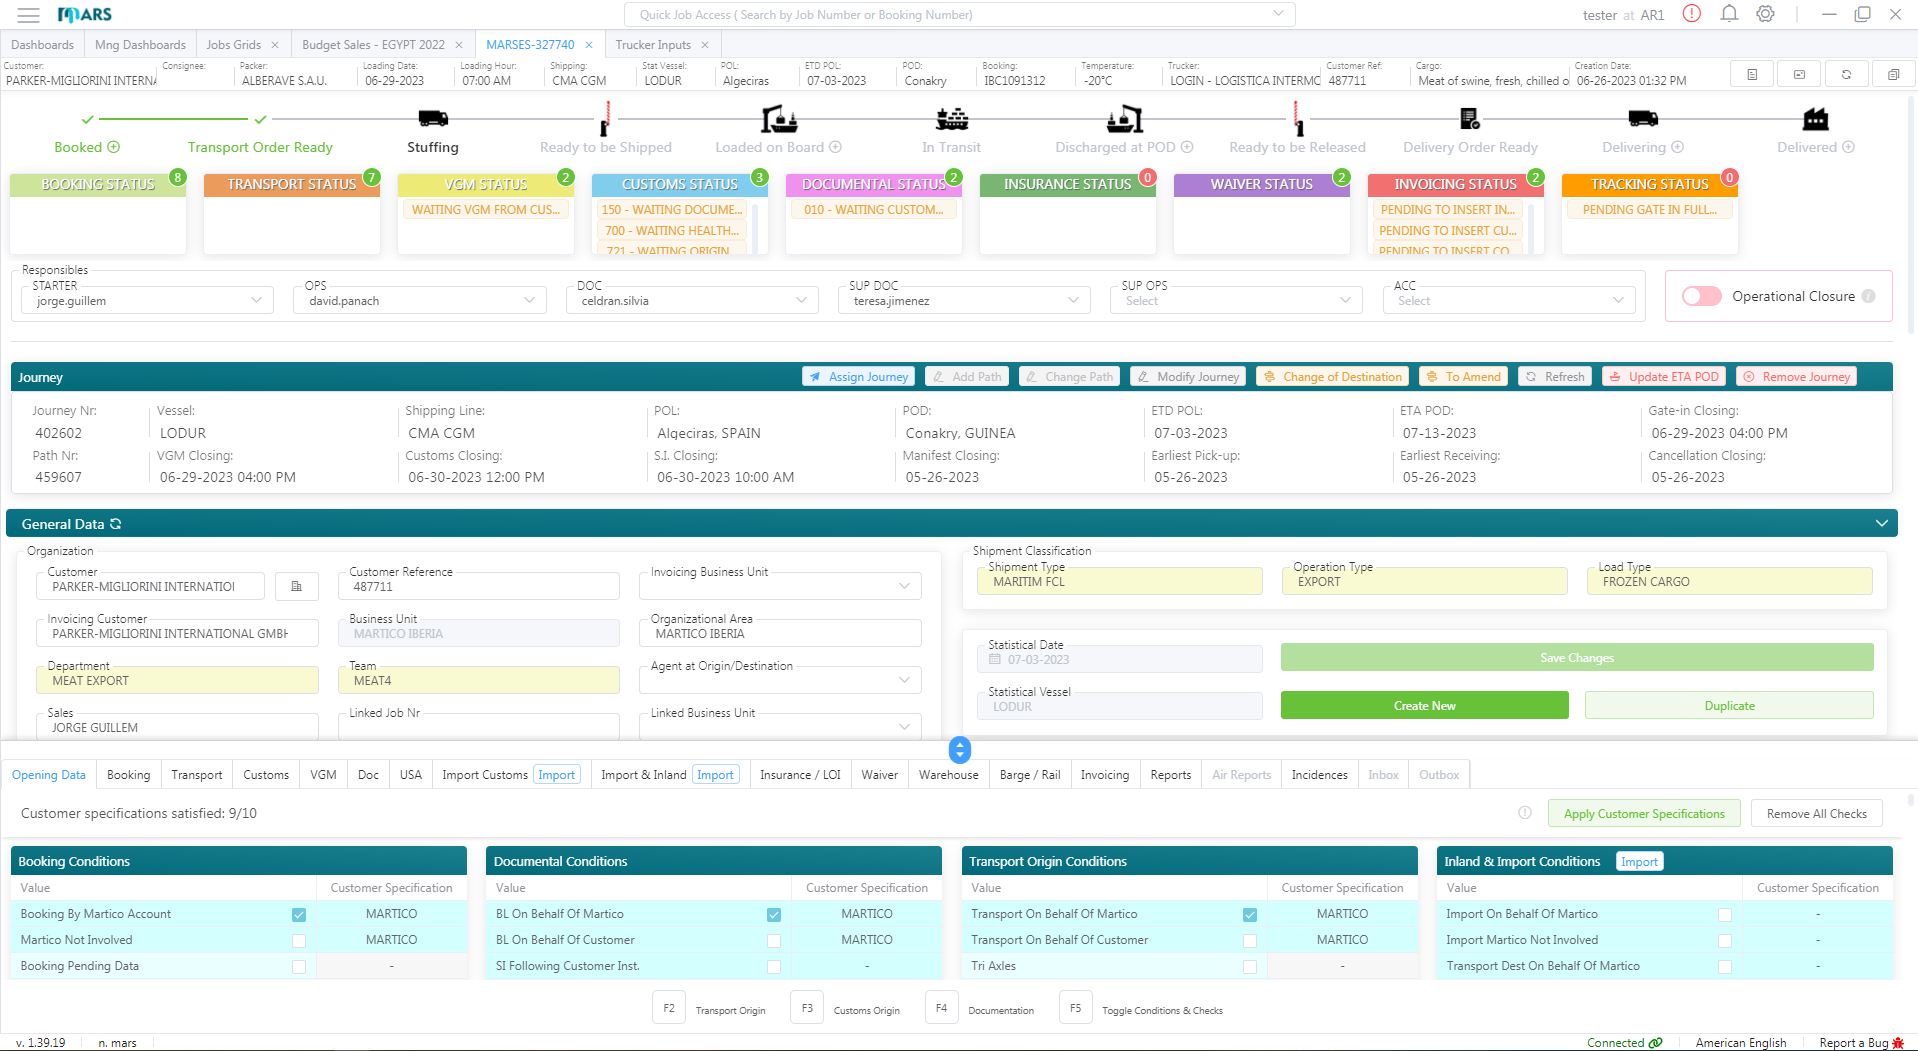 MARS
Quick Job Access ( Search by Job Number or Booking Number)
tester at AR1
Dashboards
Mng Dashboards
Jobs Grids ×
Budget Sales - EGYPT 2022 ×
MARSES-327740 ×
Trucker Inputs ×
Customer: Consignee: Packer: Loading Date: Loading Hour: Shipping: Stat Vessel: POL: ETD POL: POD: Booking: Temperature: Trucker: Customer Ref: Cargo: Creation Date:
PARKER-MIGLIORINI INTERNA ALBERAVE S.A.U. 06-29-2023 07:00 AM CMA CGM LODUR Algeciras 07-03-2023 Conakry IBC1091312 -20°C LOGIN - LOGISTICA INTERMC 487711 Meat of swine, fresh, chilled o 06-26-2023 01:32 PM
Booked
Transport Order Ready
Stuffing
Ready to be Shipped
Loaded on Board
In Transit
Discharged at POD
Ready to be Released
Delivery Order Ready
Delivering
Delivered
BOOKING STATUS 8
TRANSPORT STATUS 7
VGM STATUS 2
WAITING VGM FROM CUS...
CUSTOMS STATUS 3
150 - WAITING DOCUME...
700 - WAITING HEALTH...
721 - WAITING ORIGIN
DOCUMENTAL STATUS 2
010 - WAITING CUSTOM...
INSURANCE STATUS 0
WAIVER STATUS 2
INVOICING STATUS 2
PENDING TO INSERT IN...
PENDING TO INSERT CU...
PENDING TO INSERT CO
TRACKING STATUS 0
PENDING GATE IN FULL...
Responsibles
STARTER OPS DOC SUP DOC SUP OPS ACC
jorge.guillem david.panach celdran.silvia teresa.jimenez Select Select
Operational Closure
Journey
Assign Journey Add Path Change Path Modify Journey Change of Destination To Amend Refresh Update ETA POD Remove Journey
Journey Nr: Vessel: Shipping Line: POL: POD: ETD POL: ETA POD: Gate-in Closing:
402602 LODUR CMA CGM Algeciras, SPAIN Conakry, GUINEA 07-03-2023 07-13-2023 06-29-2023 04:00 PM
Path Nr: VGM Closing: Customs Closing: S.I. Closing: Manifest Closing: Earliest Pick-up: Earliest Receiving: Cancellation Closing:
459607 06-29-2023 04:00 PM 06-30-2023 12:00 PM 06-30-2023 10:00 AM 05-26-2023 05-26-2023 05-26-2023 05-26-2023
General Data
Organization
Customer Customer Reference Invoicing Business Unit
PARKER-MIGLIORINI INTERNATIOI 487711
Invoicing Customer Business Unit Organizational Area
PARKER-MIGLIORINI INTERNATIONAL GMBH MARTICO IBERIA MARTICO IBERIA
Department Team Agent at Origin/Destination
MEAT EXPORT MEAT4
Sales Linked Job Nr Linked Business Unit
JORGE GUILLEM
Shipment Classification
Shipment Type Operation Type Load Type
MARITIM FCL EXPORT FROZEN CARGO
Statistical Date
07-03-2023
Save Changes
Statistical Vessel
LODUR
Create New
Duplicate
Opening Data Booking Transport Customs VGM Doc USA Import Customs Import Import & Inland Import Insurance / LOI Waiver Warehouse Barge / Rail Invoicing Reports Air Reports Incidences Inbox Outbox
Customer specifications satisfied: 9/10
Apply Customer Specifications
Remove All Checks
Booking Conditions
Value Customer Specification
Booking By Martico Account MARTICO
Martico Not Involved MARTICO
Booking Pending Data -
Documental Conditions
Value Customer Specification
BL On Behalf Of Martico MARTICO
BL On Behalf Of Customer MARTICO
SI Following Customer Inst. -
Transport Origin Conditions
Value Customer Specification
Transport On Behalf Of Martico MARTICO
Transport On Behalf Of Customer MARTICO
Tri Axles -
Inland & Import Conditions Import
Value Customer Specification
Import On Behalf Of Martico -
Import Martico Not Involved -
Transport Dest On Behalf Of Martico -
F2 Transport Origin F3 Customs Origin F4 Documentation F5 Toggle Conditions & Checks
v. 1.39.19 n. mars
Connected American English Report a Bug